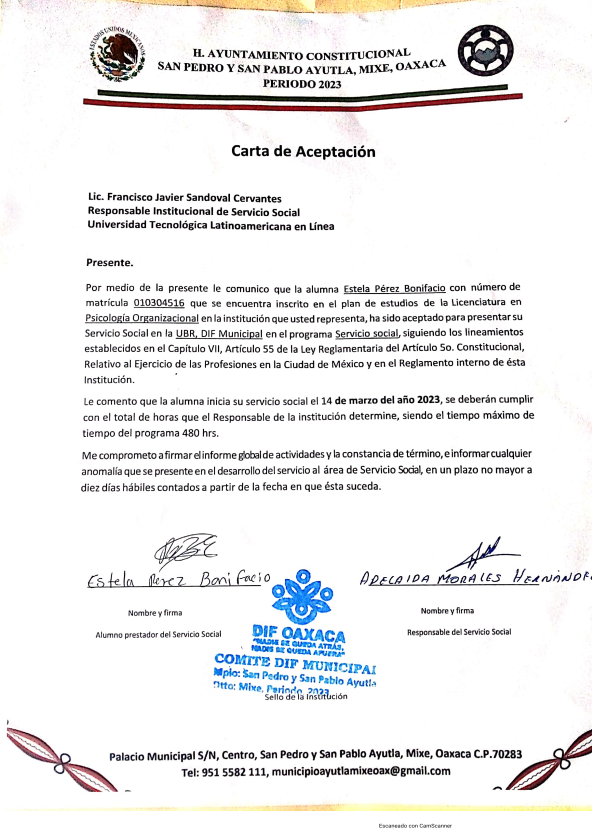 ESTADOS UNIDOS MEXICANOS
H. AYUNTAMIENTO CONSTITUCIONAL
SAN PEDRO Y SAN PABLO AYUTLA, MIXE, OAXACA
PERIODO 2023
Carta de Aceptación
Lic. Francisco Javier Sandoval Cervantes
Responsable Institucional de Servicio Social
Universidad Tecnológica Latinoamericana en Línea
Presente.
Por medio de la presente le comunico que la alumna Estela Pérez Bonifacio con número de
matrícula 010304516 que se encuentra inscrito en el plan de estudios de la Licenciatura en
Psicología Organizacional en la institución que usted representa, ha sido aceptado para presentar su
Servicio Social en la UBR, DIF Municipal en el programa Servicio social, siguiendo los lineamientos
establecidos en el Capítulo VII, Artículo 55 de la Ley Reglamentaria del Artículo 5o. Constitucional,
Relativo al Ejercicio de las Profesiones en la Ciudad de México y en el Reglamento interno de ésta
Institución.
Le comento que la alumna inicia su servicio social el 14 de marzo del año 2023, se deberán cumplir
con el total de horas que el Responsable de la institución determine, siendo el tiempo máximo de
tiempo del programa 480 hrs.
Me comprometo a firmar el informe global de actividades y la constancia de término, e informar cualquier
anomalía que se presente en el desarrollo del servicio al área de Servicio Social, en un plazo no mayor a
diez días hábiles contados a partir de la fecha en que ésta suceda.
Estela Pérez Bonifacio
ADELAIDA MORALES HERNÁNDE
Nombre y firma
Nombre y firma
Alumno prestador del Servicio Social
Responsable del Servicio Social
DIF OAXACA
"NADIE SE QUEDA ATRÁS,
NADIE SE QUEDA AFUERA"
COMITE DIF MUNICIPAL
Mpio: San Pedro y San Pablo Ayutla
Dtto: Mixe, Periodo 2023
Sello de la Institución
Palacio Municipal S/N, Centro, San Pedro y San Pablo Ayutla, Mixe, Oaxaca C.P.70283
Tel: 951 5582 111, municipioayutlamixeoax@gmail.com
Escaneado con CamScanner